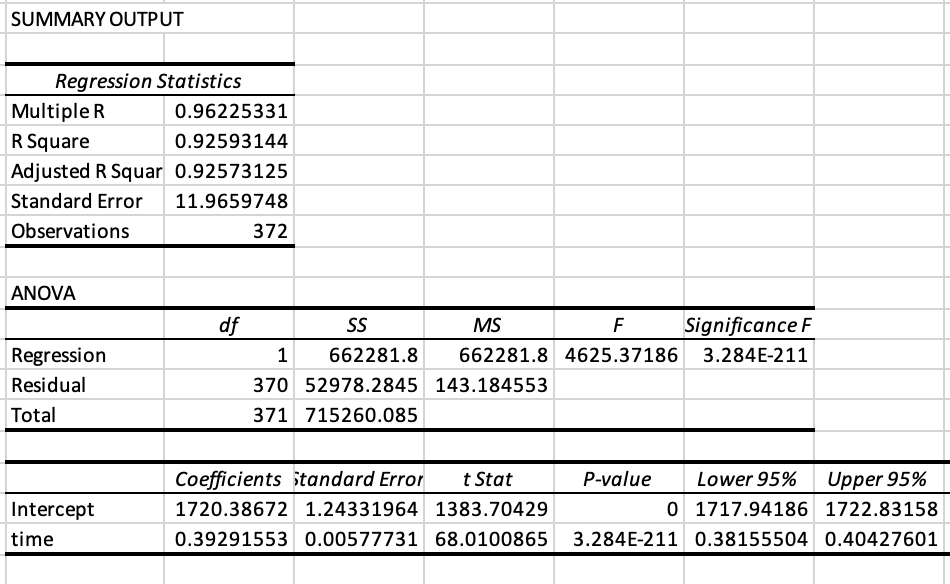 SUMMARY OUTPUT
Regression Statistics
Multiple R 0.96225331
R Square 0.92593144
Adjusted R Squar 0.92573125
Standard Error 11.9659748
Observations 372
ANOVA
df SS MS F Significance F
Regression 1 662281.8 662281.8 4625.37186 3.284E-211
Residual 370 52978.2845 143.184553
Total 371 715260.085
Coefficients Standard Error t Stat P-value Lower 95% Upper 95%
Intercept 1720.38672 1.24331964 1383.70429 0 1717.94186 1722.83158
time 0.39291553 0.00577731 68.0100865 3.284E-211 0.38155504 0.40427601